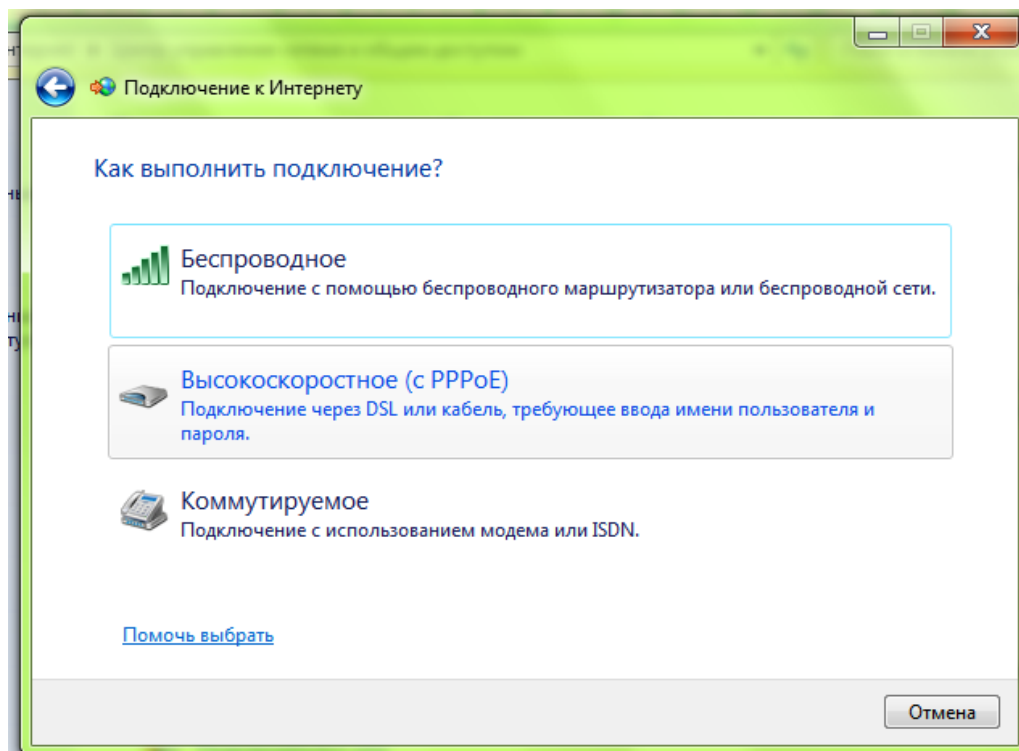 Подключение к Интернету
Как выполнить подключение?
Беспроводное
Подключение с помощью беспроводного маршрутизатора или беспроводной сети.
Высокоскоростное (с PPPoE)
Подключение через DSL или кабель, требующее ввода имени пользователя и
пароля.
Коммутируемое
Подключение с использованием модема или ISDN.
Помочь выбрать
Отмена